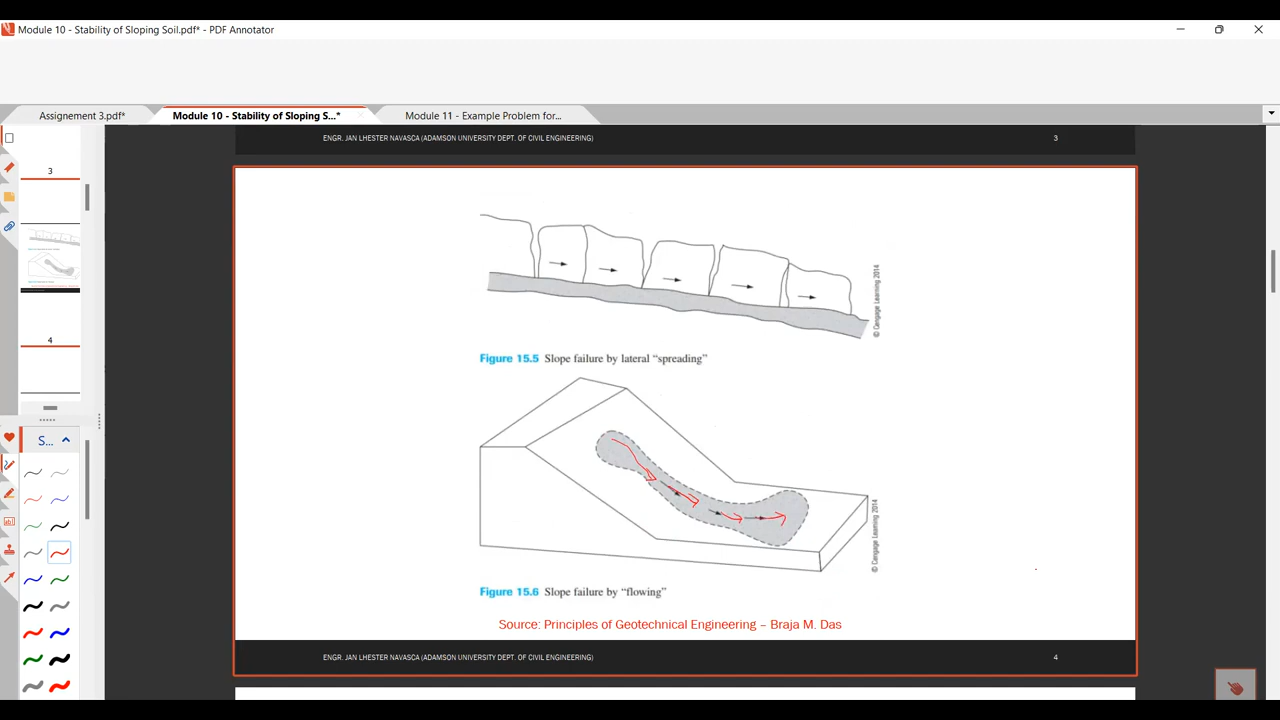 Module 10 - Stability of Sloping Soil.pdf* - PDF Annotator
Assignement 3.pdf*
Module 10 - Stability of Sloping S...*
Module 11 - Example Problem for...
ENGR. JAN LHESTER NAVASCA (ADAMSON UNIVERSITY DEPT. OF CIVIL ENGINEERING)
3
3
© Cengage Learning 2014
Figure 15.5 Slope failure by lateral “spreading”
4
S...
© Cengage Learning 2014
Figure 15.6 Slope failure by “flowing”
Source: Principles of Geotechnical Engineering – Braja M. Das
ENGR. JAN LHESTER NAVASCA (ADAMSON UNIVERSITY DEPT. OF CIVIL ENGINEERING)
4